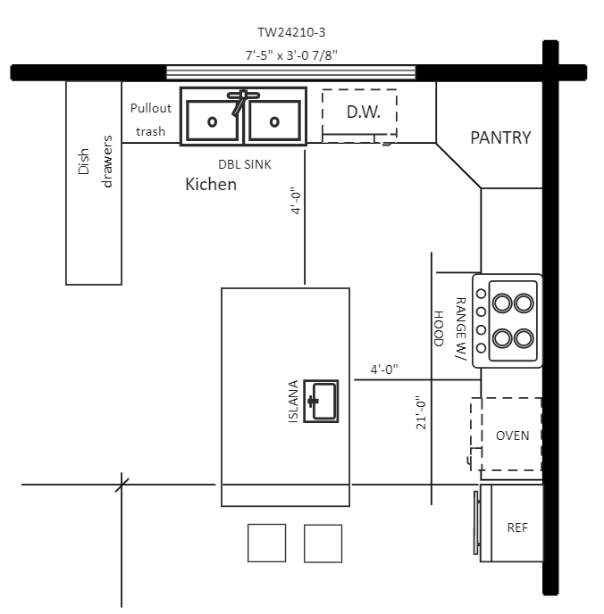 TW24210-3
7'-5" x 3'-0 7/8"
Pullout
trash
D.W.
PANTRY
Dish
drawers
DBL SINK
Kichen
4'-0"
RANGE W/
HOOD
4'-0"
ISLANA
21'-0"
OVEN
REF